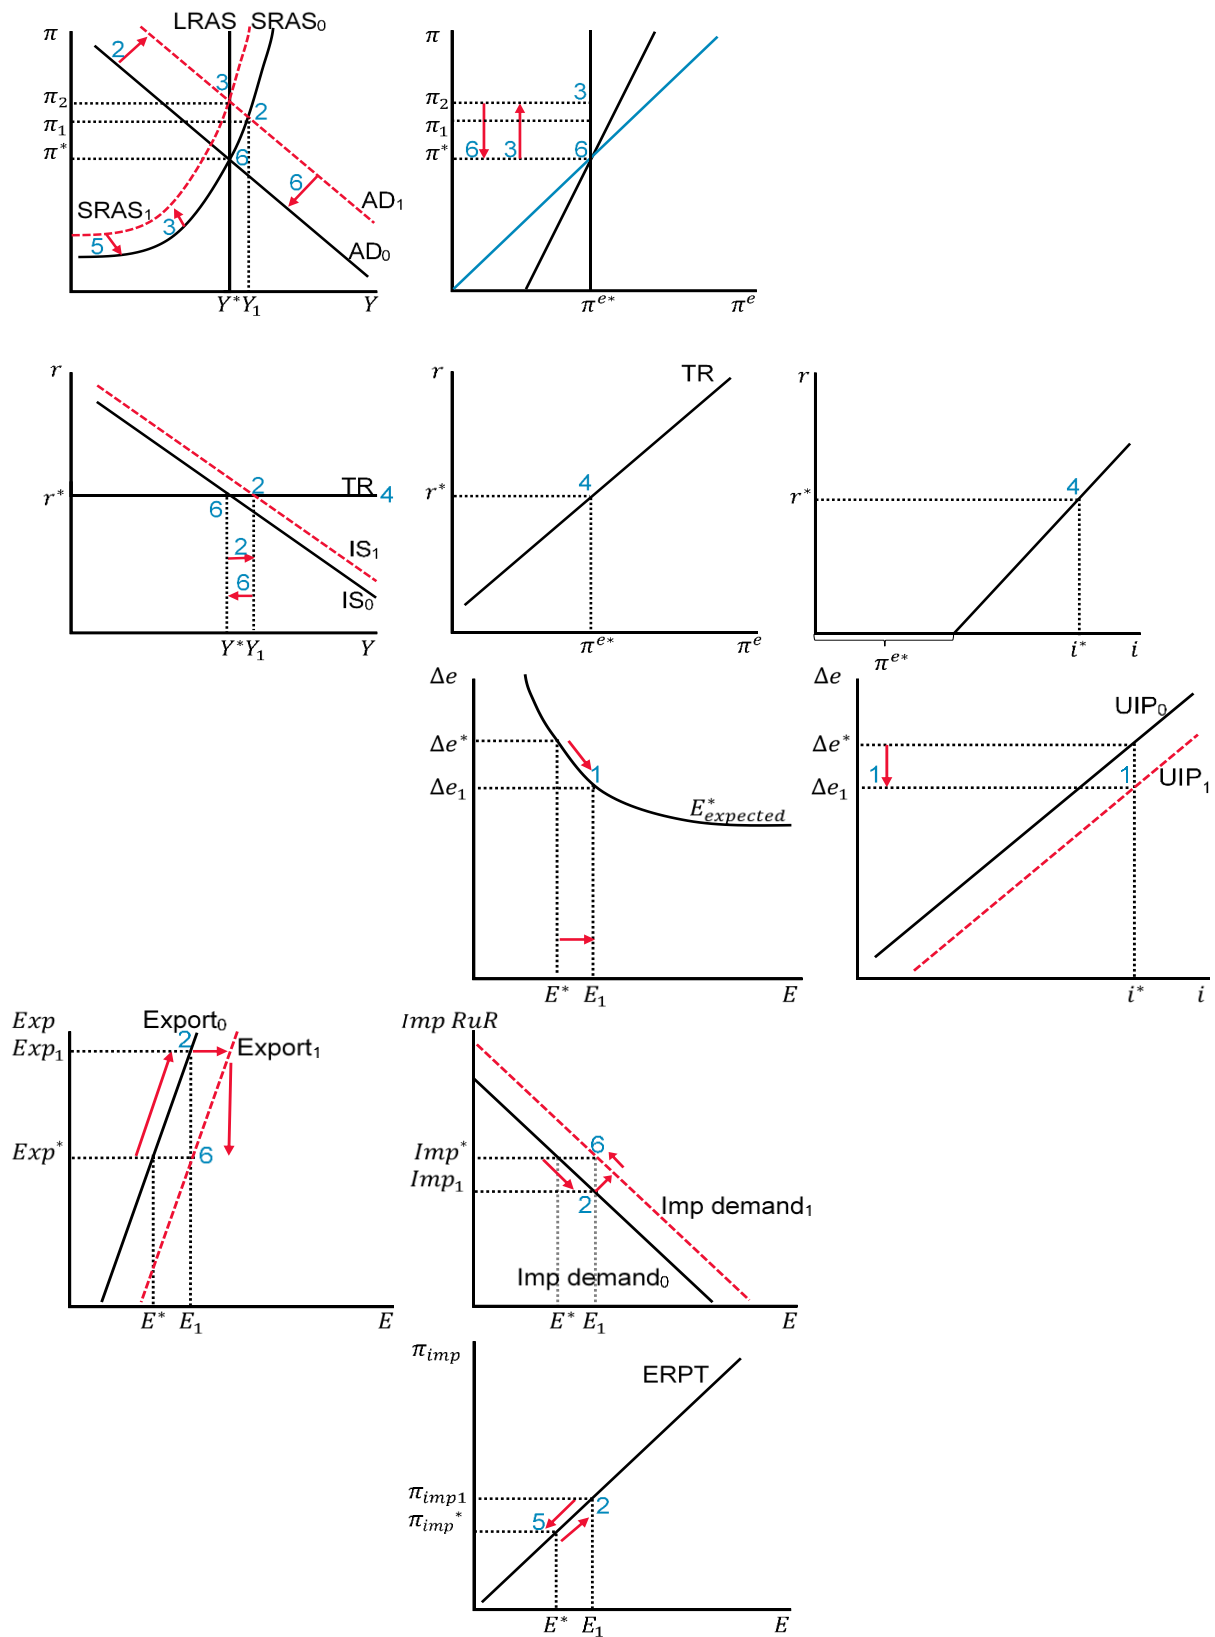 LRAS SRAS₀
π
2
3
π₂
2
π₁
π*
6
6
SRAS₁
AD₁
3
5
AD₀
Y* Y₁ Y
π
π₂
3
π₁
π*
6 3 6
πᵉ* πᵉ
r
r*
2
TR
4
6
2
IS₁
6
IS₀
Y* Y₁ Y
r
TR
r*
4
πᵉ* πᵉ
r
r*
4
πᵉ* i* i
Δe
Δe*
1
Δe₁
E*expected
E* E₁ E
Δe
UIP₀
Δe*
1 1
UIP₁
Δe₁
i* i
Exp
Export₀
2
Exp₁
Export₁
Exp*
6
E* E₁ E
Imp RuR
Imp*
6
Imp₁
2
Imp demand₁
Imp demand₀
E* E₁ E
πimp
ERPT
πimp1
2
πimp*
5
E* E₁ E